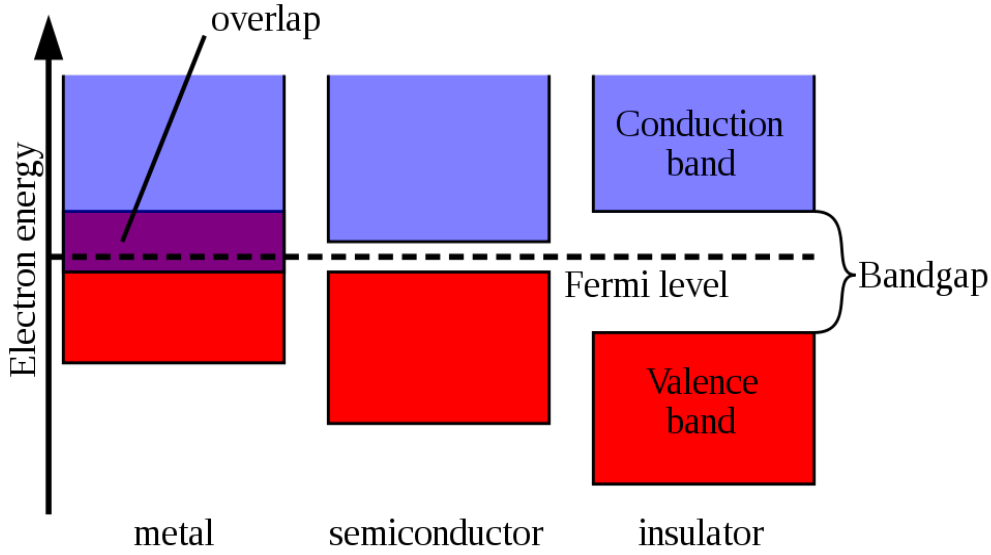 overlap
Electron energy
Conduction
band
Fermi level
Bandgap
Valence
band
metal
semiconductor
insulator